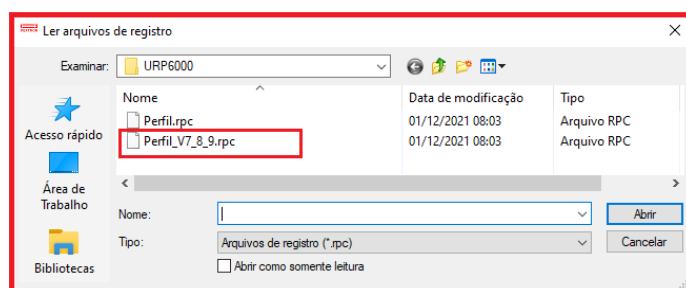 Ler arquivos de registro
Examinar: URP6000
Nome Data de modificação Tipo
Perfil.rpc 01/12/2021 08:03 Arquivo RPC
Perfil_V7_8_9.rpc 01/12/2021 08:03 Arquivo RPC
Acesso rápido
Área de
Trabalho
Bibliotecas
Nome: Abrir
Tipo: Arquivos de registro (*.rpc) Cancelar
Abrir como somente leitura